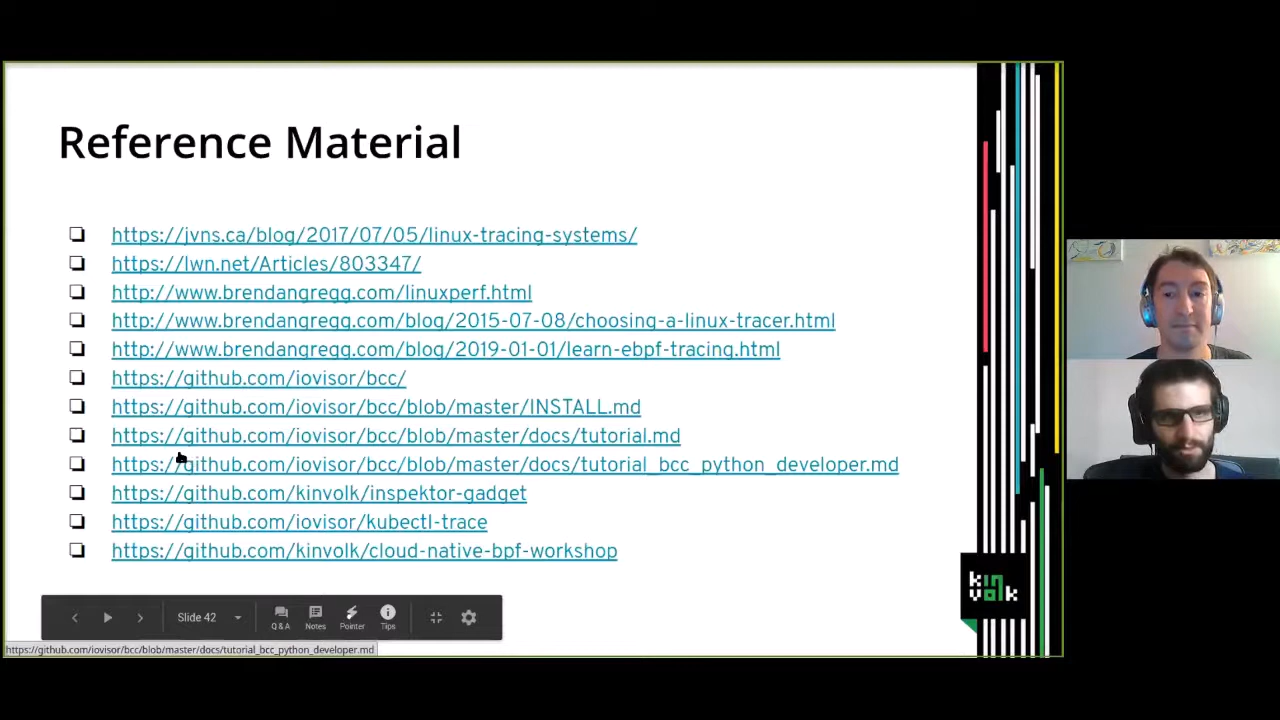 Reference Material
https://jvns.ca/blog/2017/07/05/linux-tracing-systems/
https://lwn.net/Articles/803347/
http://www.brendangregg.com/linuxperf.html
http://www.brendangregg.com/blog/2015-07-08/choosing-a-linux-tracer.html
http://www.brendangregg.com/blog/2019-01-01/learn-ebpf-tracing.html
https://github.com/iovisor/bcc/
https://github.com/iovisor/bcc/blob/master/INSTALL.md
https://github.com/iovisor/bcc/blob/master/docs/tutorial.md
https://github.com/iovisor/bcc/blob/master/docs/tutorial_bcc_python_developer.md
https://github.com/kinvolk/inspektor-gadget
https://github.com/iovisor/kubectl-trace
https://github.com/kinvolk/cloud-native-bpf-workshop
kin
volk
Slide 42
Q & A
Notes
Pointer
Tips
https://github.com/iovisor/bcc/blob/master/docs/tutorial_bcc_python_developer.md